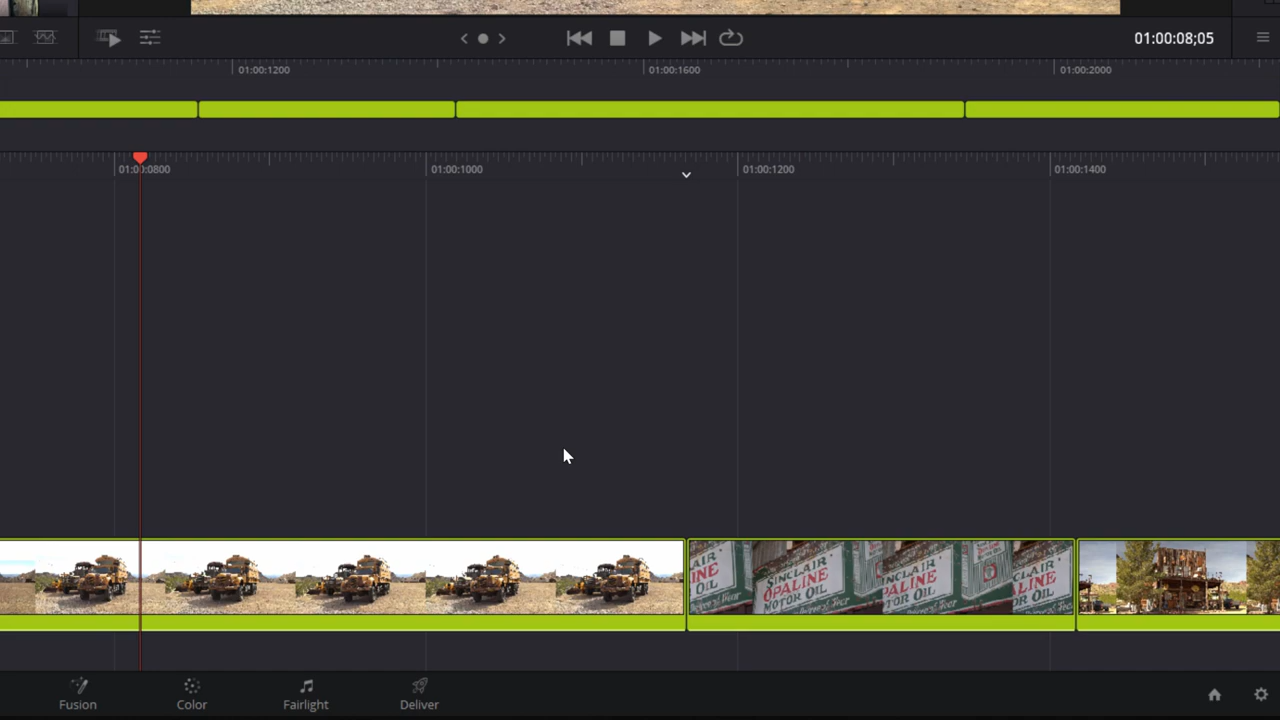 01:00:08;05
01:00:1200
01:00:1600
01:00:2000
01:00:0800
01:00:1000
01:00:1200
01:00:1400
SINCLAIR
OPALINE
MOTOR OIL
Fusion
Color
Fairlight
Deliver